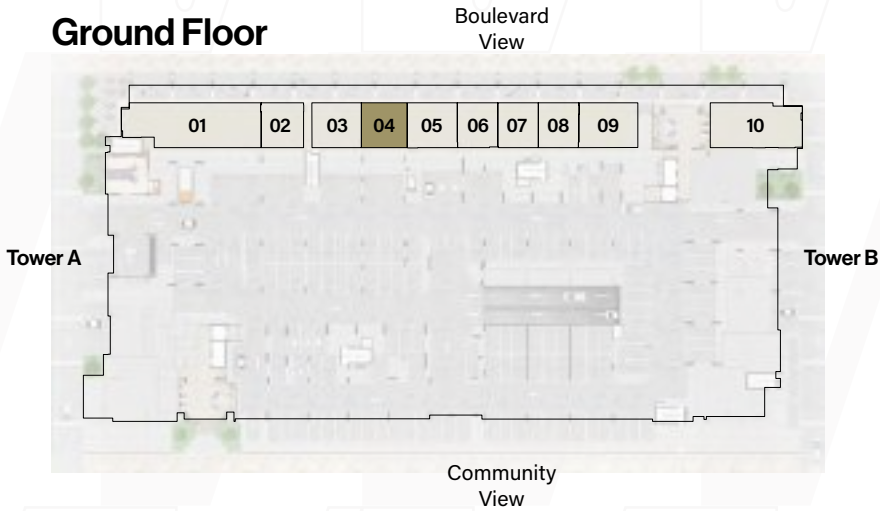 Ground Floor
Boulevard
View
01 02 03 04 05 06 07 08 09 10
Tower A
Tower B
Community
View